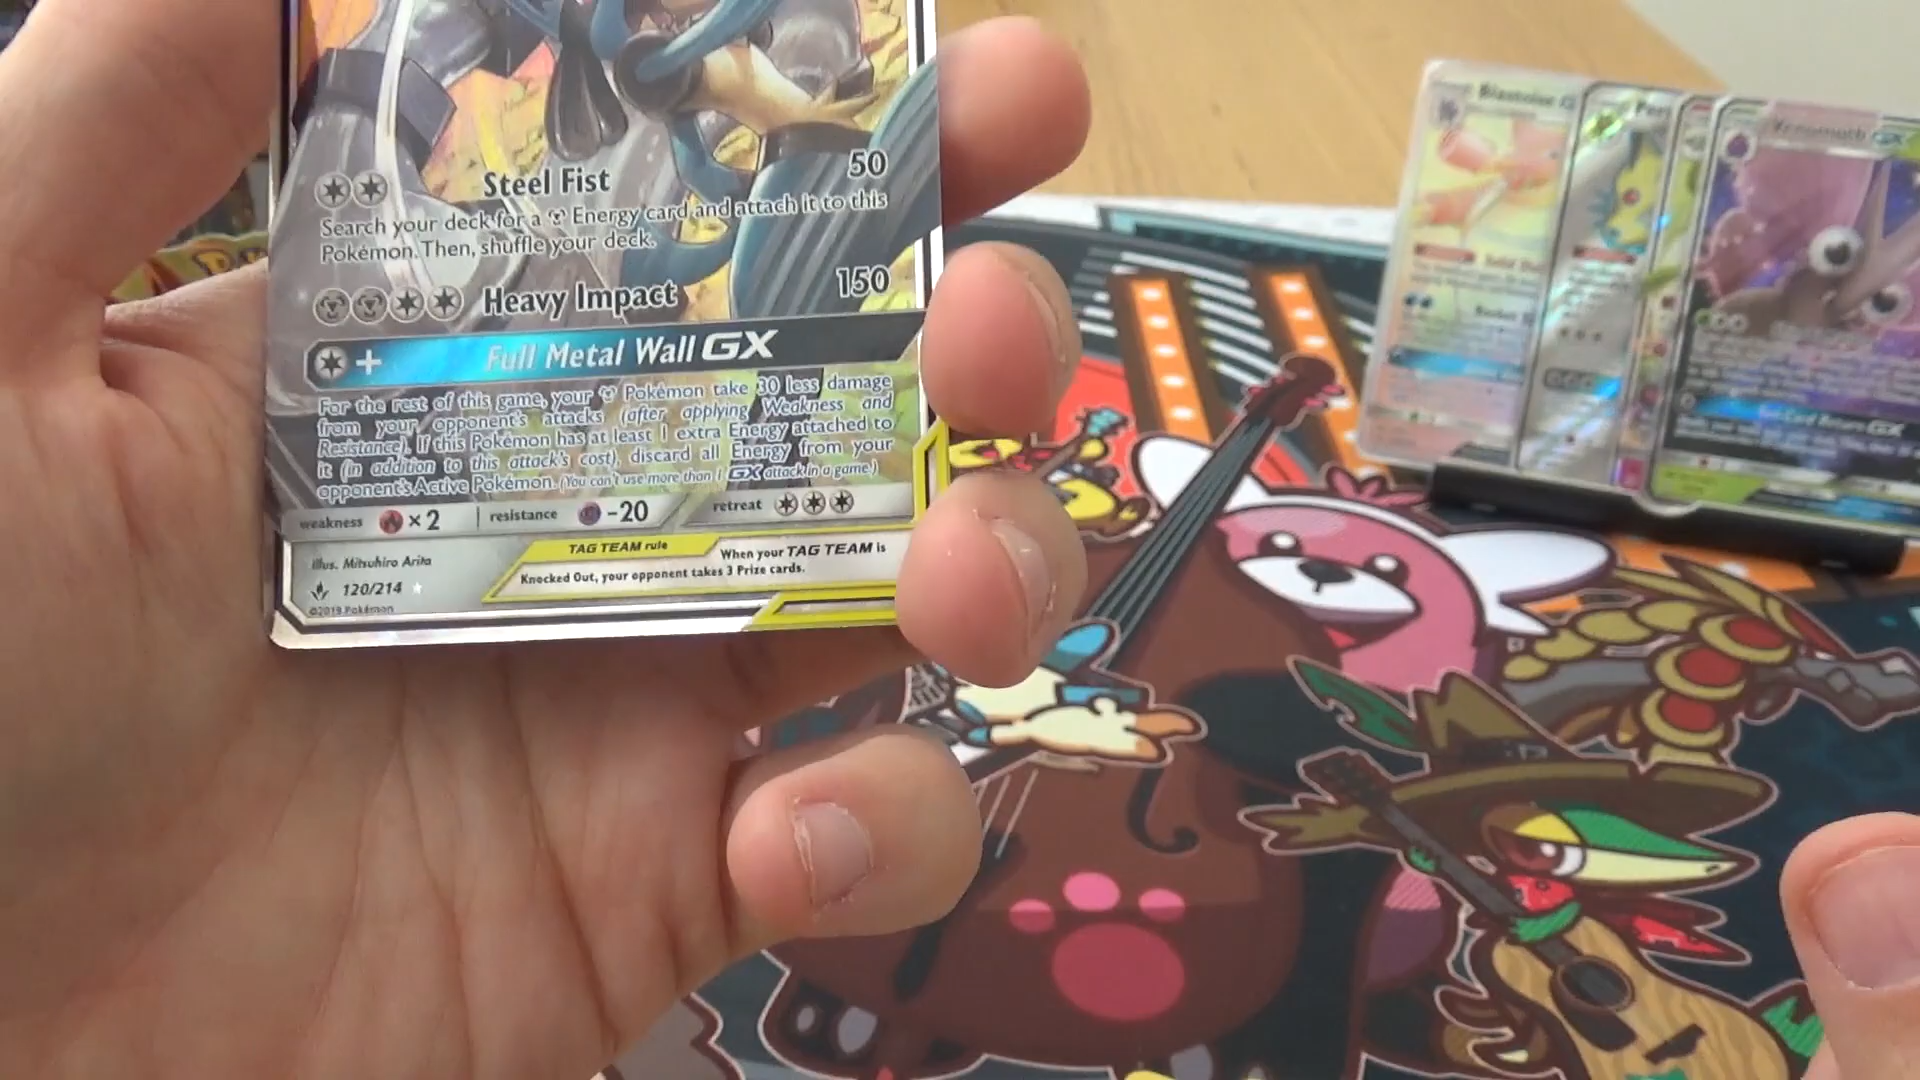 Steel Fist 50
Search your deck for a Energy card and attach it to this
Pokémon. Then, shuffle your deck.
Heavy Impact 150
+ Full Metal Wall GX
For the rest of this game, your Pokémon take 30 less damage
from your opponent's attacks (after applying Weakness and
Resistance). If this Pokémon has at least 1 extra Energy attached to
it (in addition to this attack's cost), discard all Energy from your
opponent's Active Pokémon. (You can't use more than 1 GX attack in a game.)
weakness ×2 resistance -20 retreat
Illus. Mitsuhiro Arita
120/214
©2019 Pokémon
TAG TEAM rule
When your TAG TEAM is
Knocked Out, your opponent takes 3 Prize cards.
Blastoise
Venomoth GX